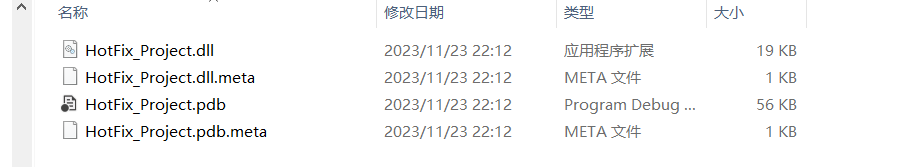 名称 修改日期 类型 大小
HotFix_Project.dll 2023/11/23 22:12 应用程序扩展 19 KB
HotFix_Project.dll.meta 2023/11/23 22:12 META 文件 1 KB
HotFix_Project.pdb 2023/11/23 22:12 Program Debug ... 56 KB
HotFix_Project.pdb.meta 2023/11/23 22:12 META 文件 1 KB